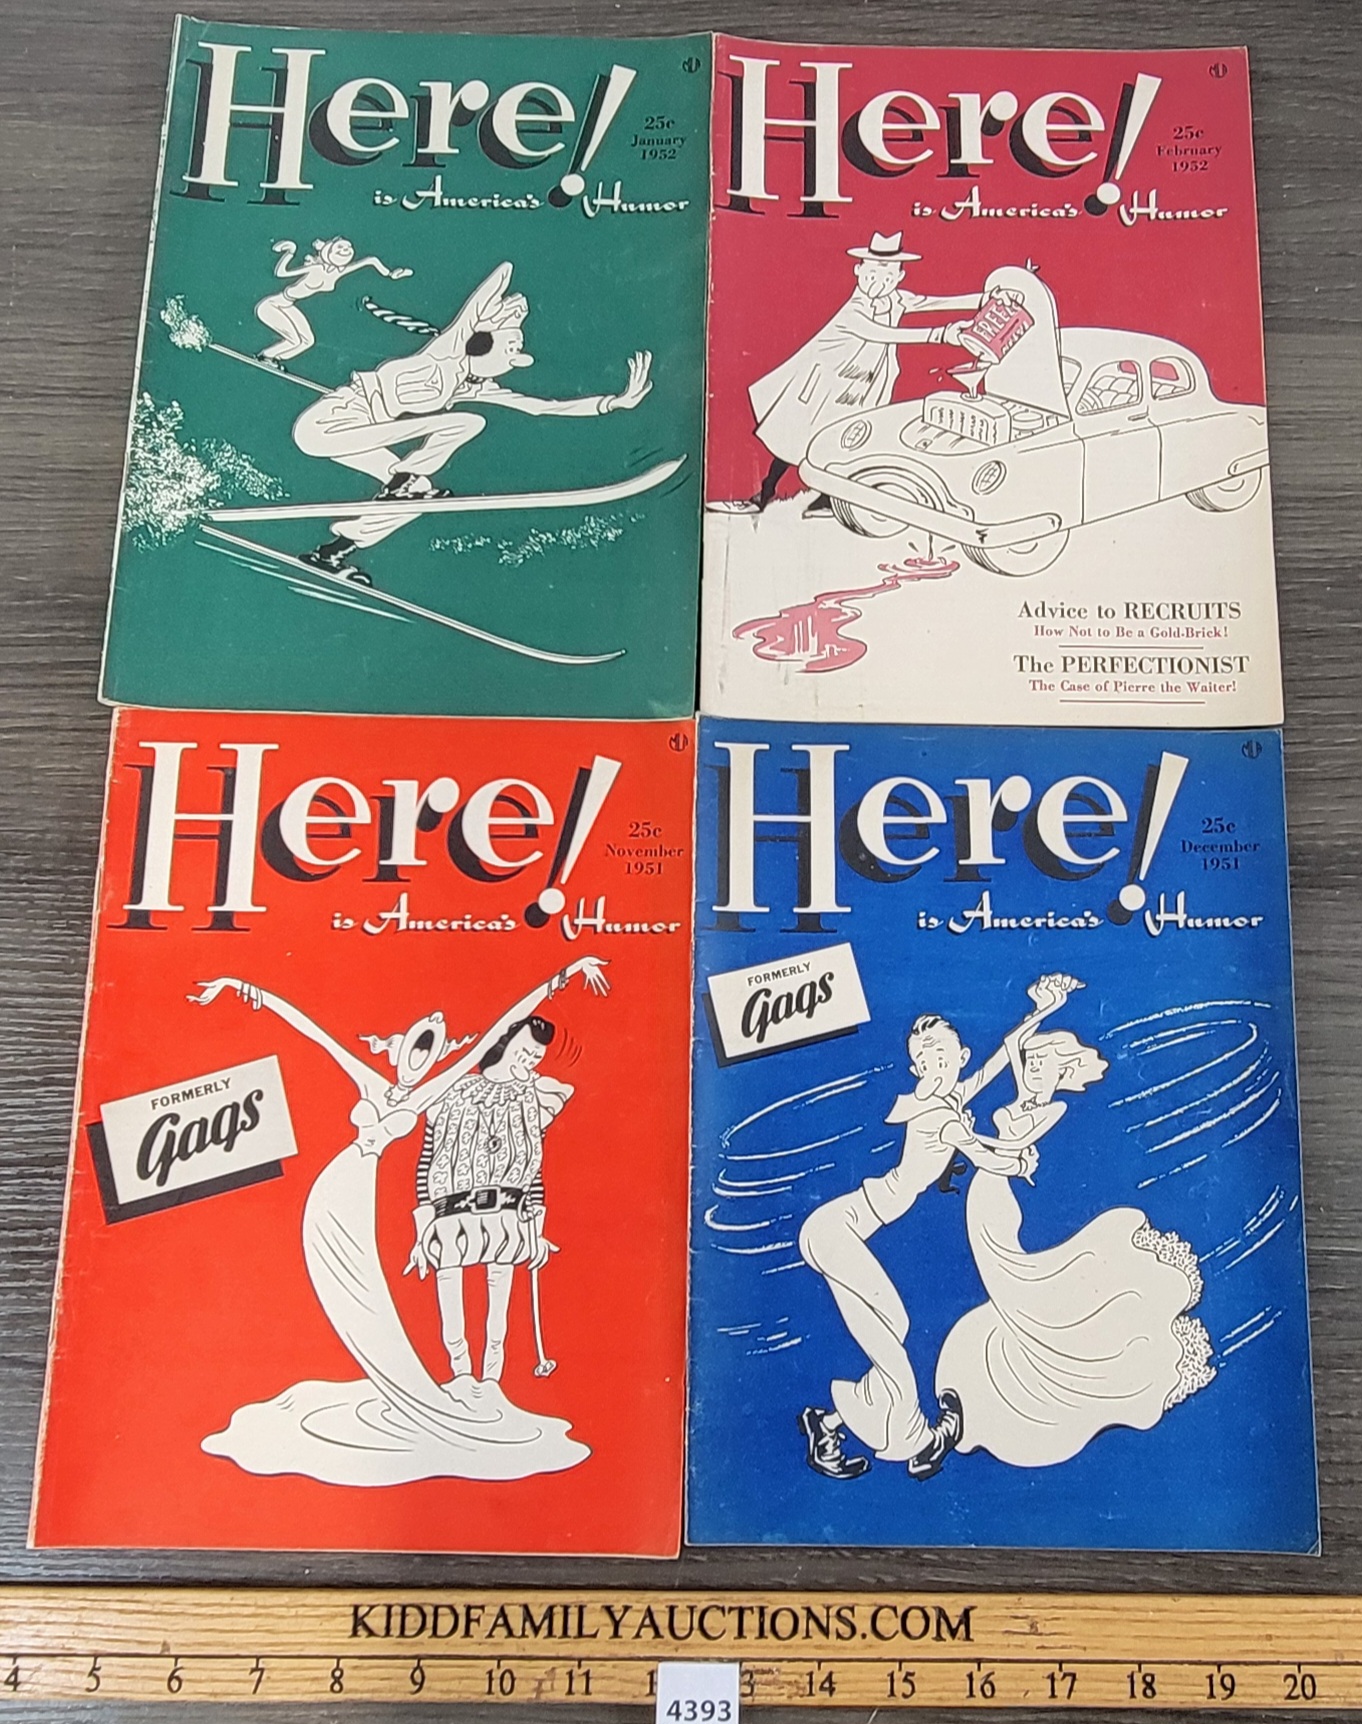 Here!
25c
January
1952
is America's Humor
Here!
25c
February
1952
is America's Humor
FREEZ
Advice to RECRUITS
How Not to Be a Gold-Brick!
The PERFECTIONIST
The Case of Pierre the Waiter!
Here!
25c
November
1951
is America's Humor
FORMERLY
Gags
Here!
25c
December
1951
is America's Humor
FORMERLY
Gags
KIDDFAMILYAUCTIONS.COM
4 5 6 7 8 9 10 11 14 15 16 17 18 19 20
4393